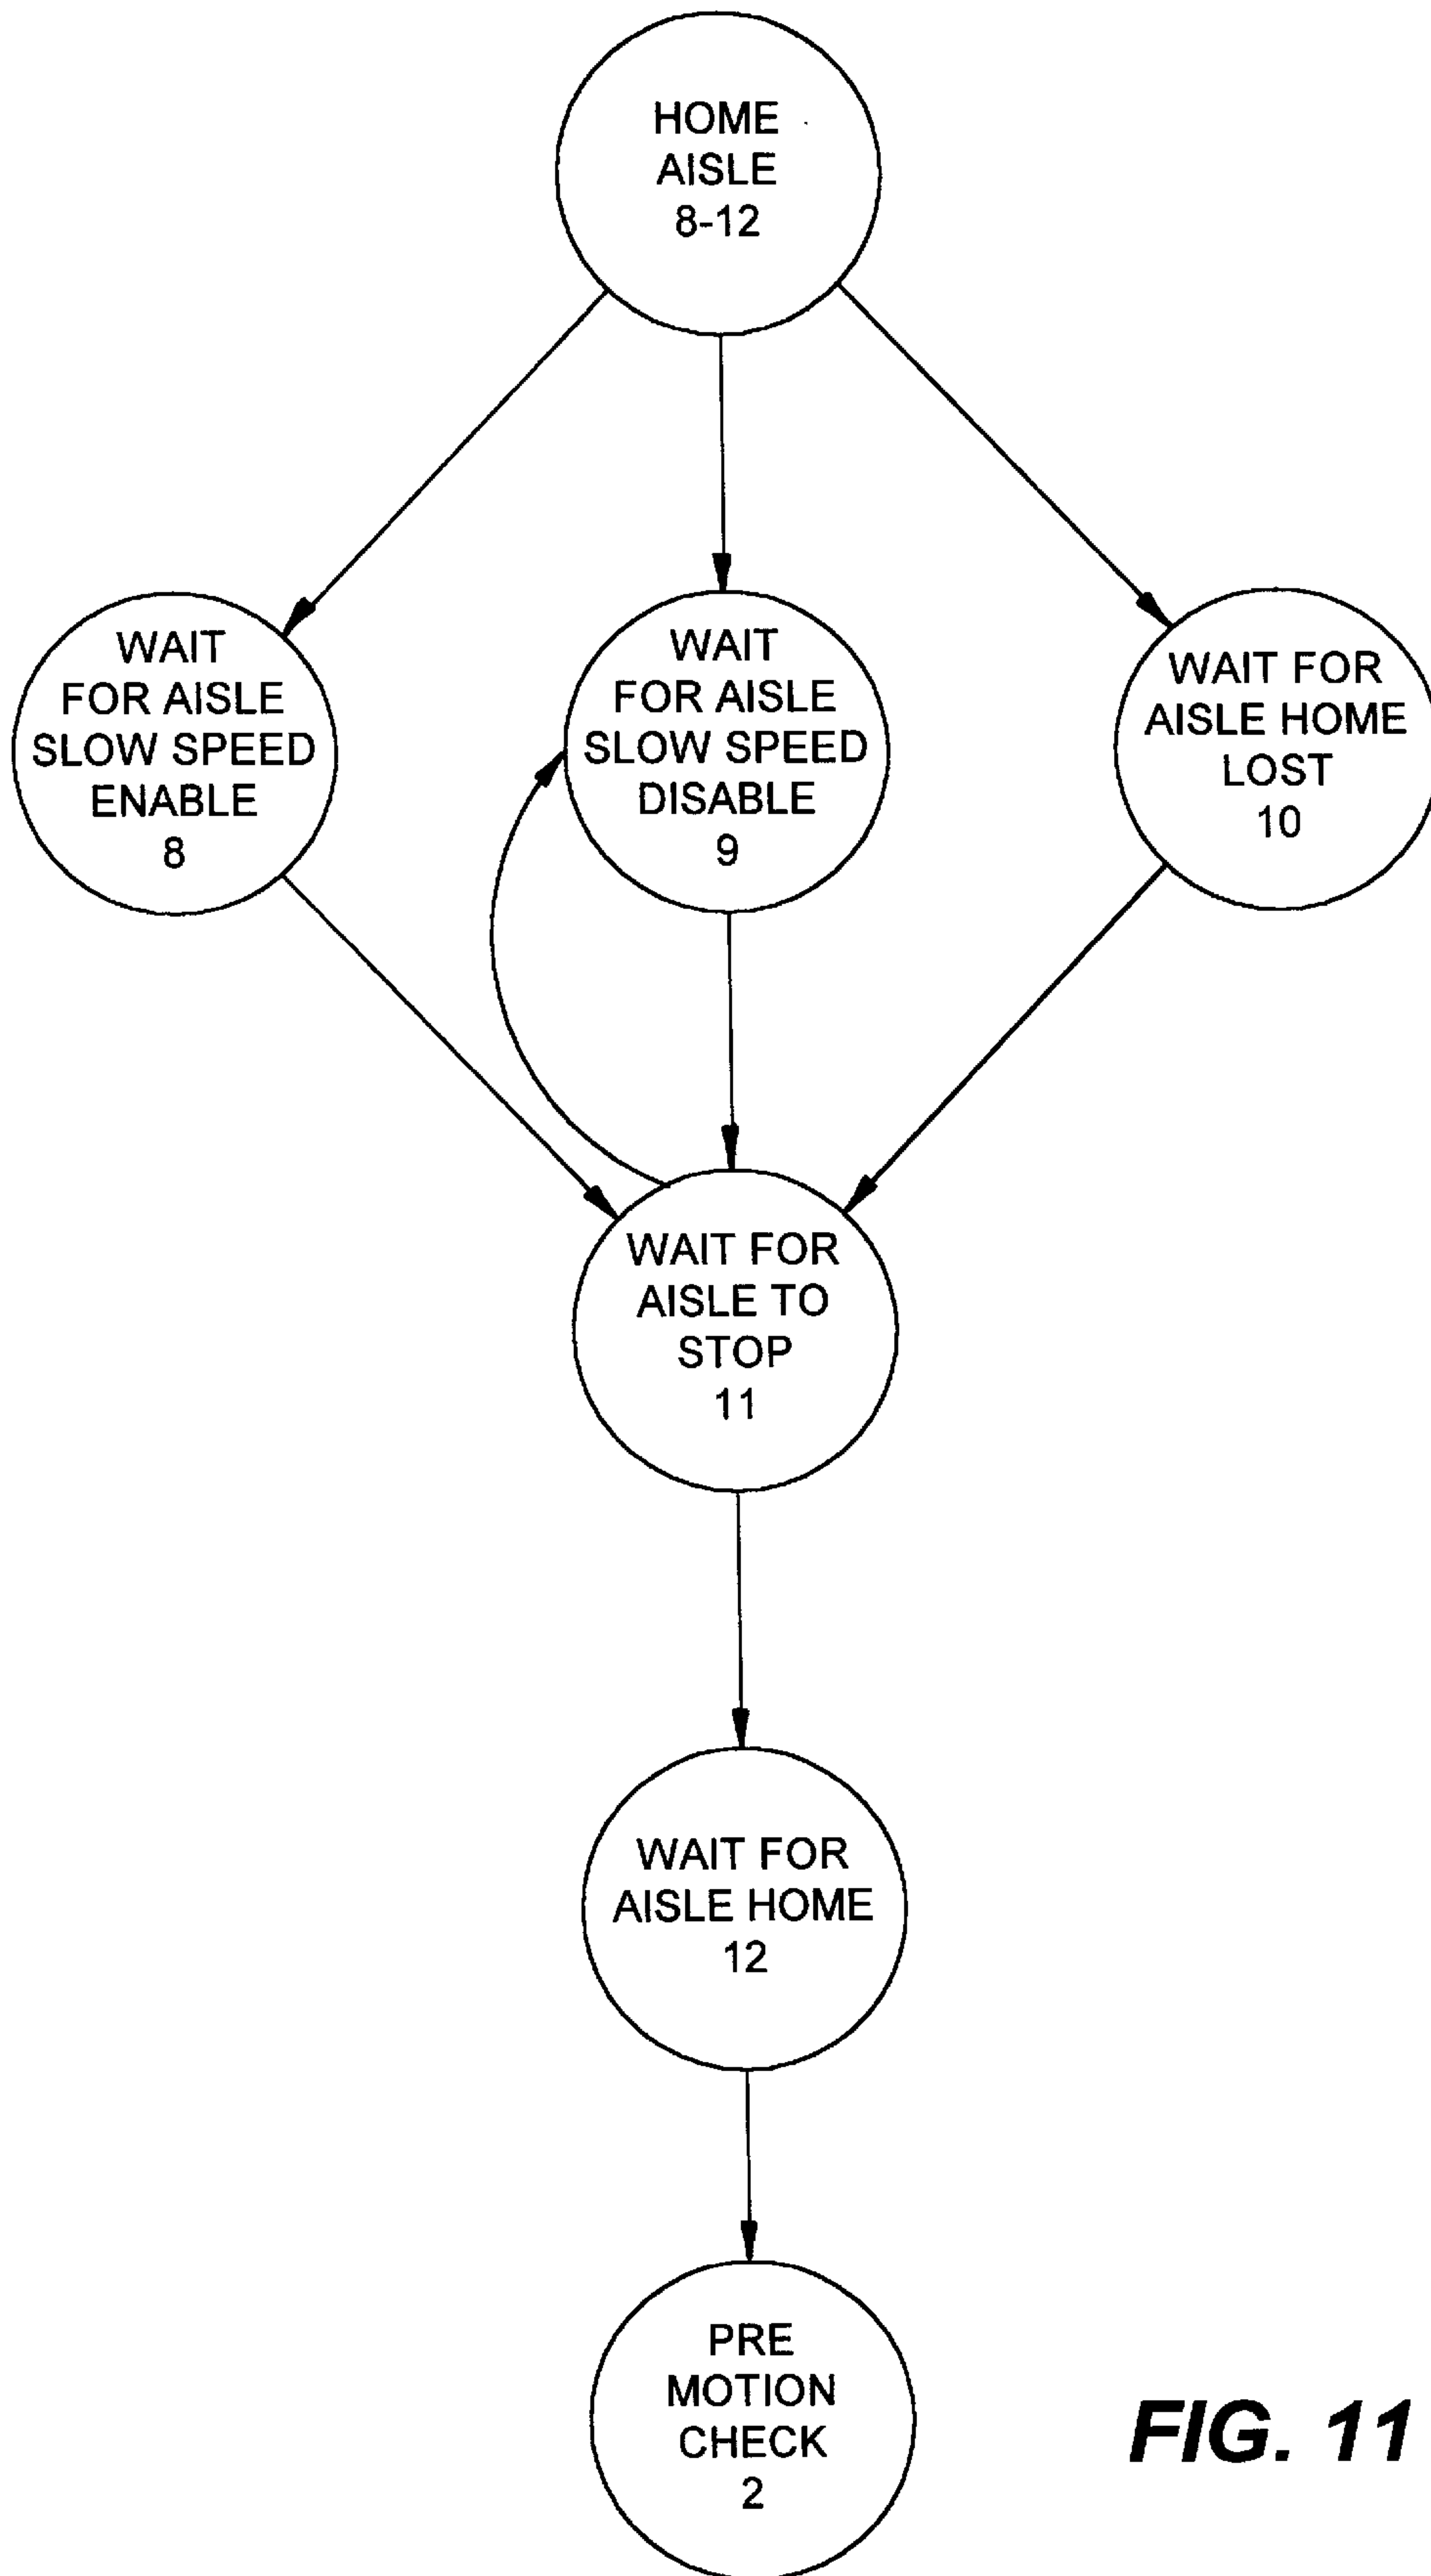 HOME
AISLE
8-12
WAIT
FOR AISLE
SLOW SPEED
ENABLE
8
WAIT
FOR AISLE
SLOW SPEED
DISABLE
9
WAIT FOR
AISLE HOME
LOST
10
WAIT FOR
AISLE TO
STOP
11
WAIT FOR
AISLE HOME
12
PRE
MOTION
CHECK
2
FIG. 11